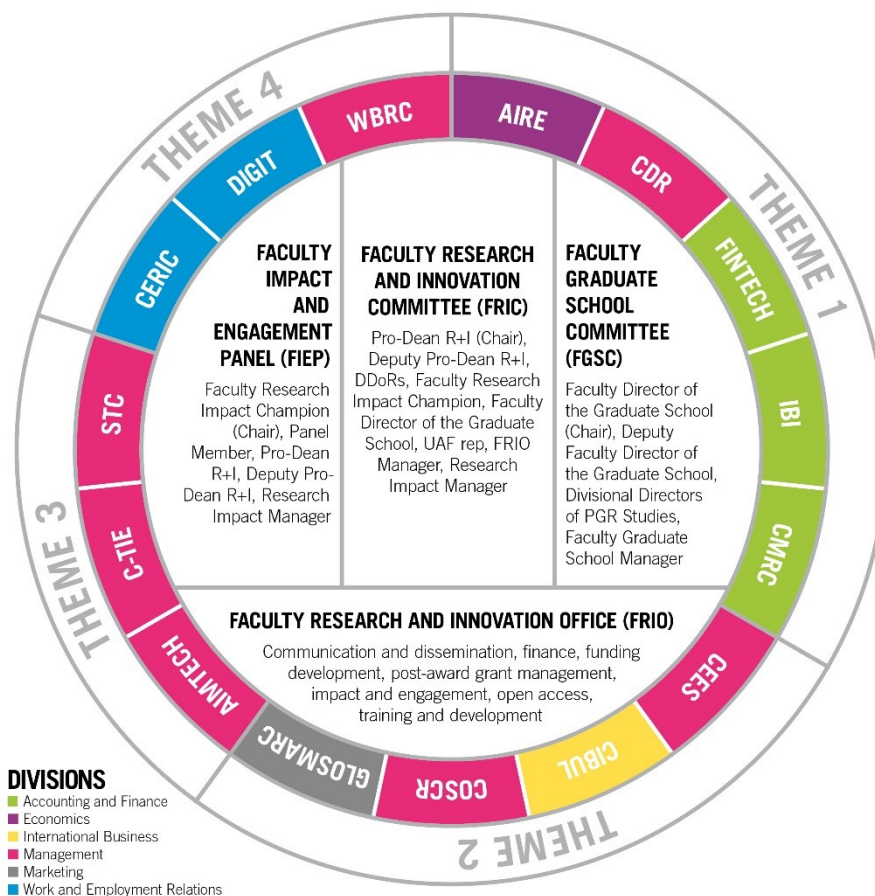 THEME 4
THEME 1
WBRC
AIRE
DIGIT
CDR
CERIC
FINTECH
FACULTY
IMPACT
AND
ENGAGEMENT
PANEL (FIEP)
Faculty Research
Impact Champion
(Chair), Panel
Member, Pro-Dean
R+I, Deputy Pro-
Dean R+I, Research
Impact Manager
FACULTY RESEARCH
AND INNOVATION
COMMITTEE (FRIC)
Pro-Dean R+I (Chair),
Deputy Pro-Dean R+I,
DDoRs, Faculty Research
Impact Champion, Faculty
Director of the Graduate
School, UAF rep, FRIO
Manager, Research
Impact Manager
FACULTY
GRADUATE
SCHOOL
COMMITTEE
(FGSC)
Faculty Director of
the Graduate School
(Chair), Deputy
Faculty Director of
the Graduate School,
Divisional Directors
of PGR Studies,
Faculty Graduate
School Manager
STC
IBI
C-TIE
CMRC
THEME 3
FACULTY RESEARCH AND INNOVATION OFFICE (FRIO)
Communication and dissemination, finance, funding
development, post-award grant management,
impact and engagement, open access,
training and development
AIMTECH
CEES
GLOSMARC
COSCR
CIBUL
THEME 2
DIVISIONS
Accounting and Finance
Economics
International Business
Management
Marketing
Work and Employment Relations